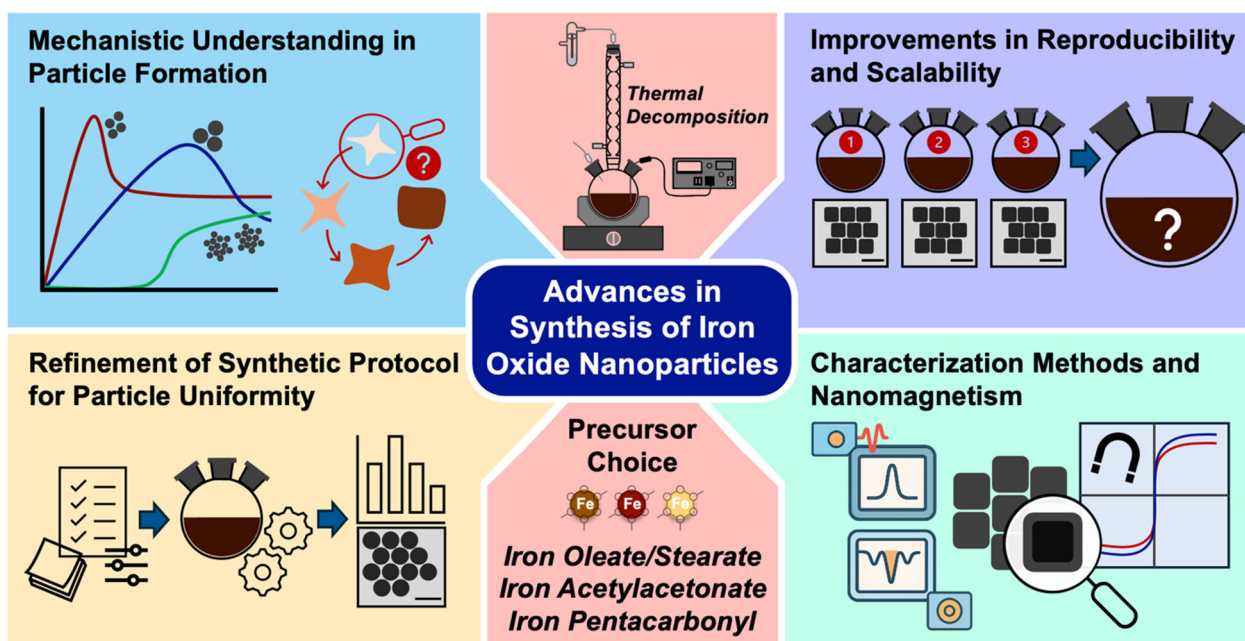 Mechanistic Understanding in
Particle Formation
?
Thermal
Decomposition
Improvements in Reproducibility
and Scalability
1 2 3
?
Advances in
Synthesis of Iron
Oxide Nanoparticles
Refinement of Synthetic Protocol
for Particle Uniformity
Precursor
Choice
Fe Fe Fe
Iron Oleate/Stearate
Iron Acetylacetonate
Iron Pentacarbonyl
Characterization Methods and
Nanomagnetism